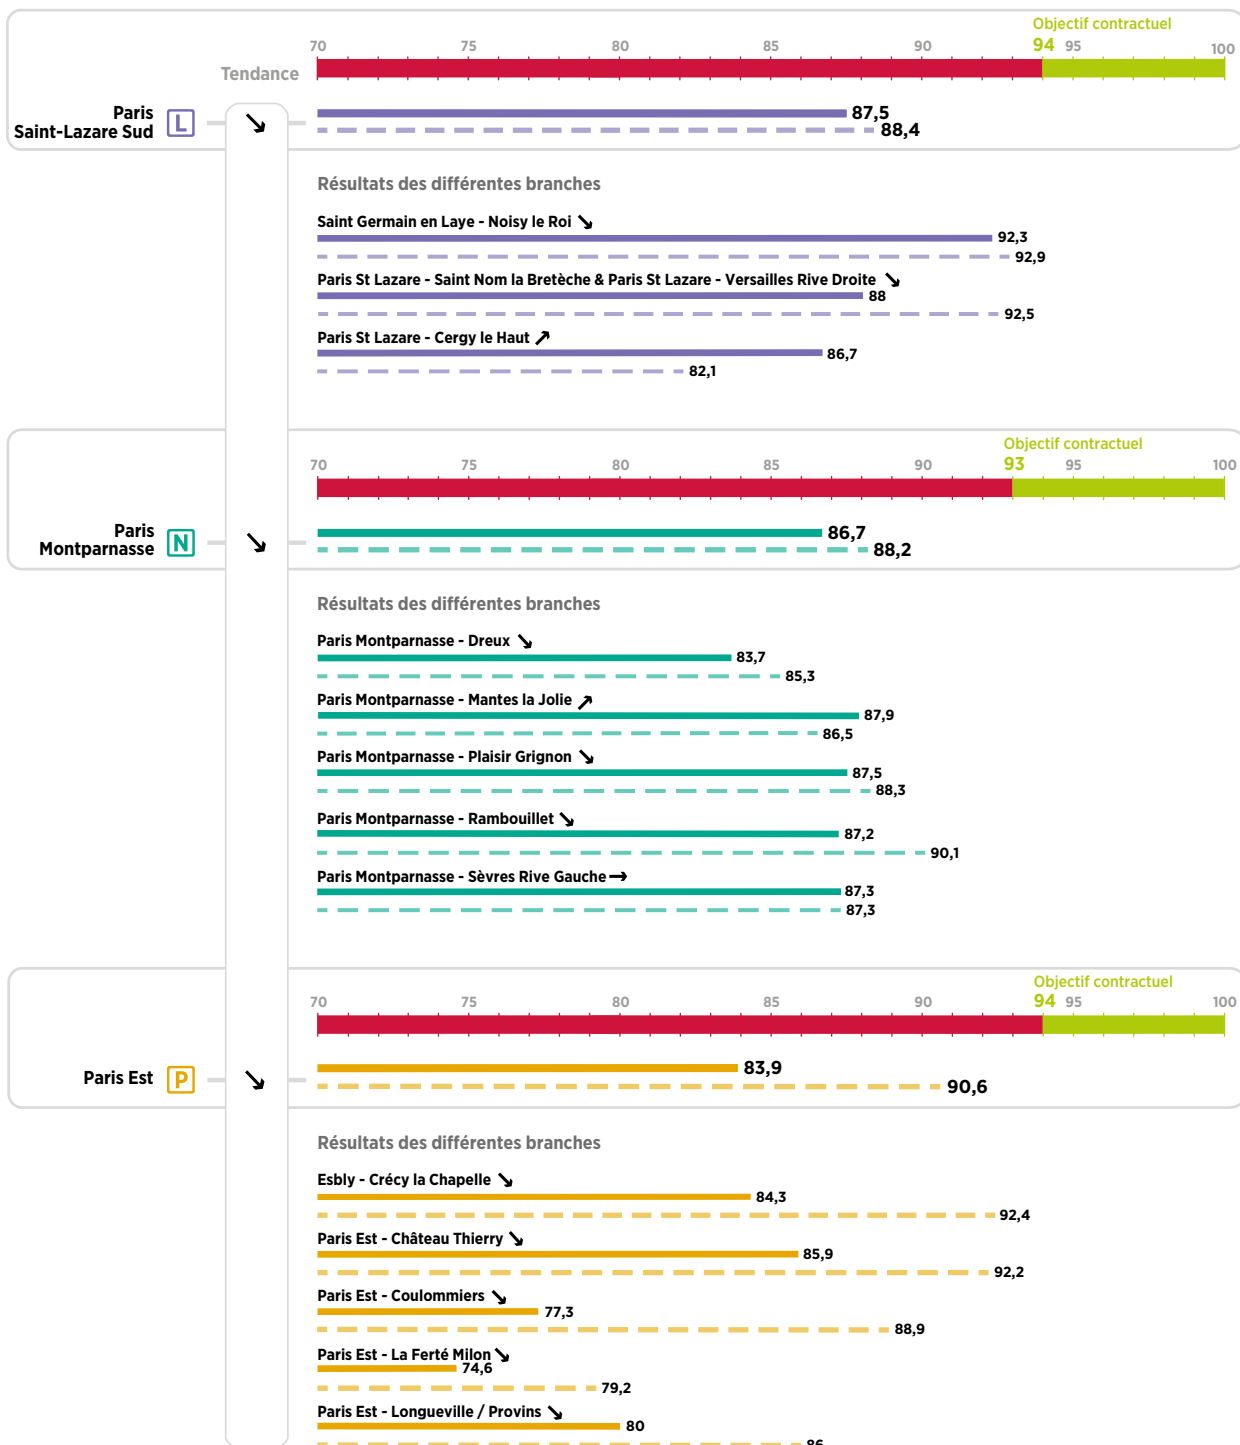 Objectif contractuel
70 75 80 85 90 94 95 100
Tendance
Paris
Saint-Lazare Sud L
87,5
88,4
Résultats des différentes branches
Saint Germain en Laye - Noisy le Roi
92,3
92,9
Paris St Lazare - Saint Nom la Bretèche & Paris St Lazare - Versailles Rive Droite
88
92,5
Paris St Lazare - Cergy le Haut
86,7
82,1
Objectif contractuel
70 75 80 85 90 93 95 100
Paris
Montparnasse N
86,7
88,2
Résultats des différentes branches
Paris Montparnasse - Dreux
83,7
85,3
Paris Montparnasse - Mantes la Jolie
87,9
86,5
Paris Montparnasse - Plaisir Grignon
87,5
88,3
Paris Montparnasse - Rambouillet
87,2
90,1
Paris Montparnasse - Sèvres Rive Gauche
87,3
87,3
Objectif contractuel
70 75 80 85 90 94 95 100
Paris Est P
83,9
90,6
Résultats des différentes branches
Esbly - Crécy la Chapelle
84,3
92,4
Paris Est - Château Thierry
85,9
92,2
Paris Est - Coulommiers
77,3
88,9
Paris Est - La Ferté Milon
74,6
79,2
Paris Est - Longueville / Provins
80
86